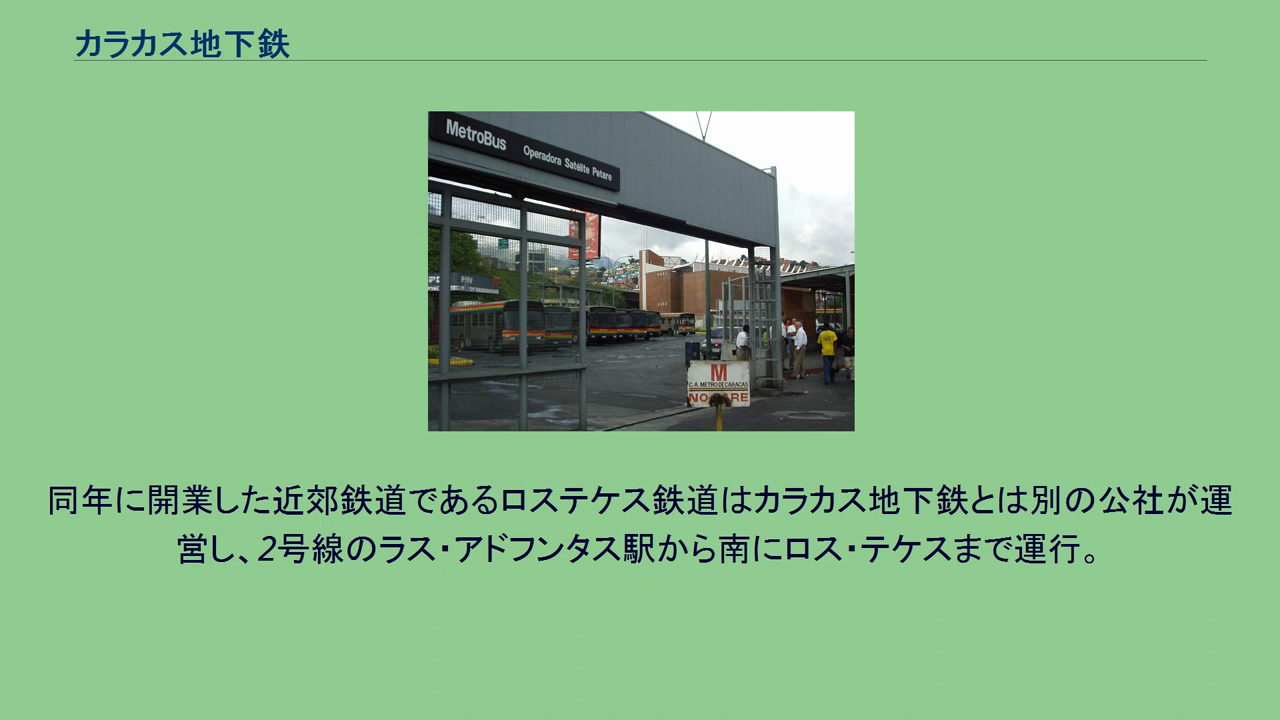 カラカス地下鉄
MetroBus
Operadora Satélite Petare
M
C.A. METRO DE CARACAS
同年に開業した近郊鉄道であるロステケス鉄道はカラカス地下鉄とは別の公社が運
営し、2号線のラス・アドフンタス駅から南にロス・テケスまで運行。